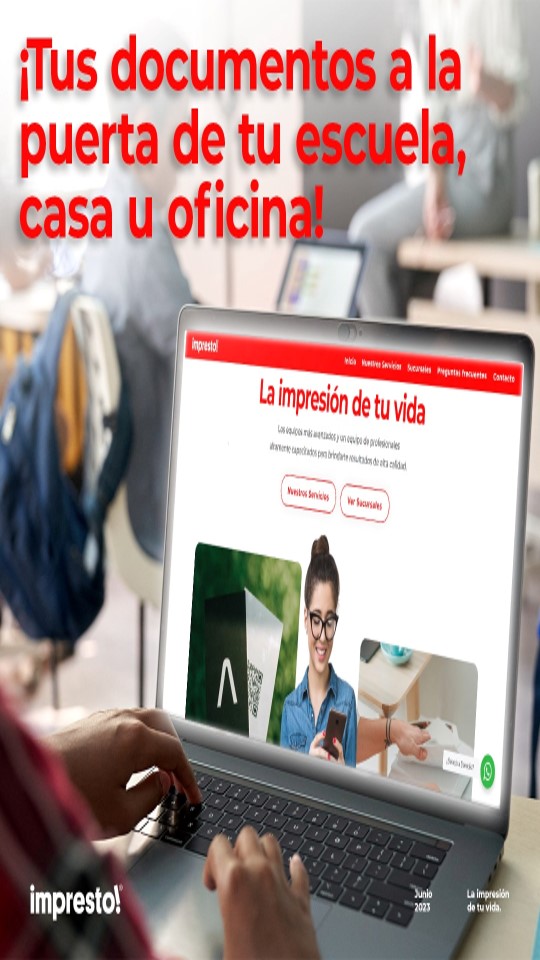 ¡Tus documentos a la
puerta de tu escuela,
casa u oficina!
impresto!
Inicio Nuestros Servicios Sucursales Preguntas frecuentes Contacto
La impresión de tu vida
Los equipos más avanzados y un equipo de profesionales
altamente capacitados para brindarte resultados de alta calidad.
Nuestros Servicios
Ver Sucursales
impresto!
Junio
2023
La impresión
de tu vida.